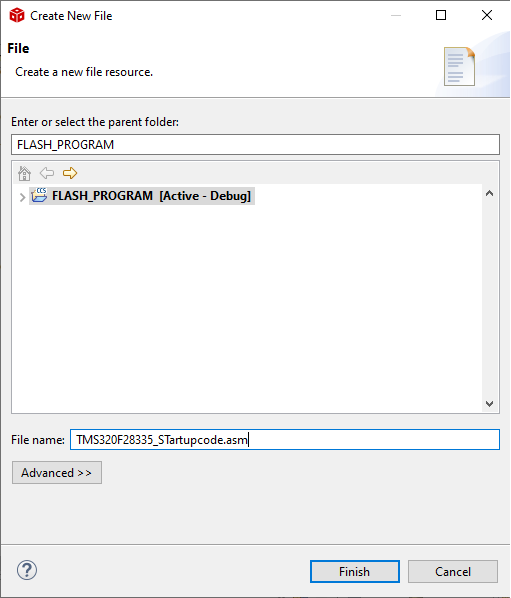 Create New File
File
Create a new file resource.
Enter or select the parent folder:
FLASH_PROGRAM
CCS
FLASH_PROGRAM [Active - Debug]
File name: TMS320F28335_STartupcode.asm
Advanced >>
?
Finish Cancel